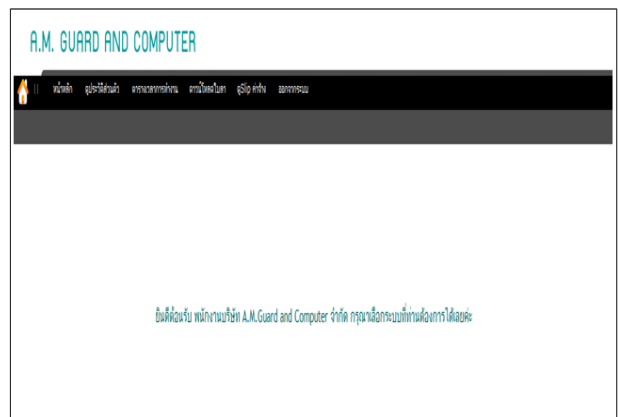 A.M. GUARD AND COMPUTER
|| หน้าหลัก ดูประวัติส่วนตัว ตารางเวลาการทำงาน ดาวน์โหลดใบลา ดูSlip ค่าจ้าง ออกจากระบบ
ยินดีต้อนรับ พนักงานบริษัท A.M.Guard and Computer จำกัด กรุณาเลือกระบบที่ท่านต้องการได้เลยค่ะ